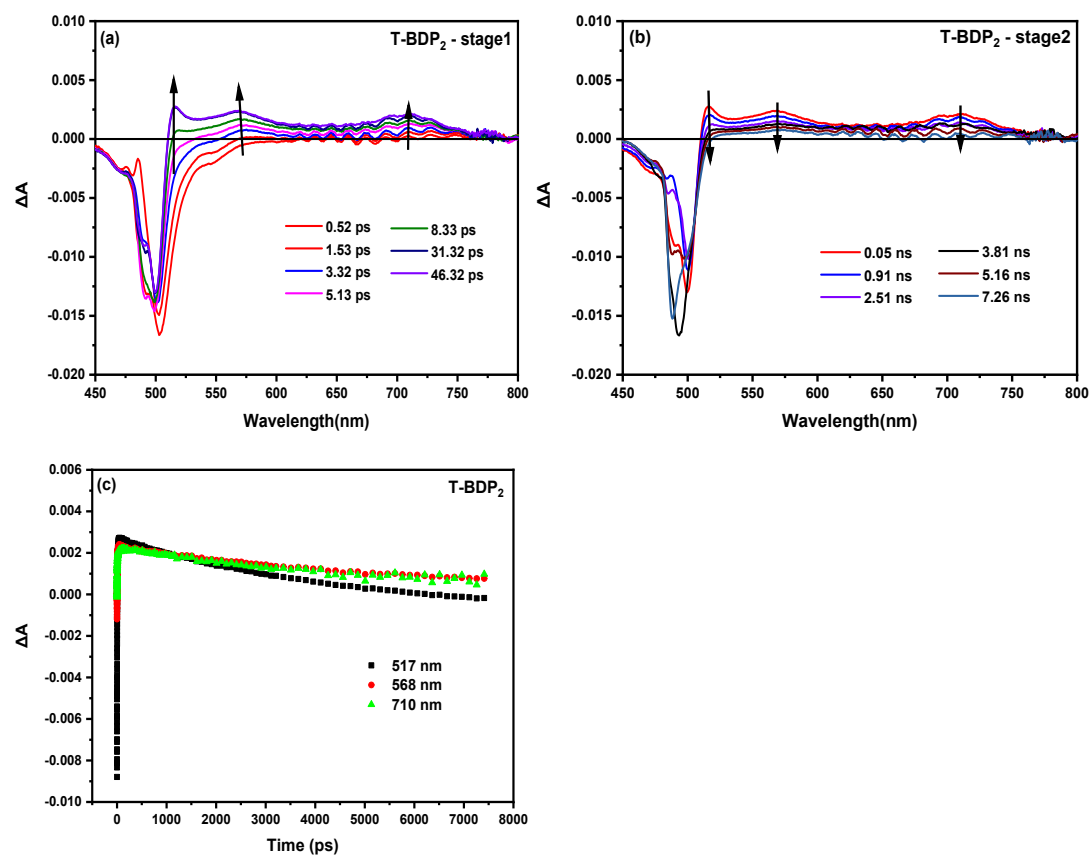 (a)
T-BDP₂ - stage1
0.010
0.005
0.000
-0.005
-0.010
-0.015
-0.020
ΔA
0.52 ps
1.53 ps
3.32 ps
5.13 ps
8.33 ps
31.32 ps
46.32 ps
450 500 550 600 650 700 750 800
Wavelength(nm)
(b)
T-BDP₂ - stage2
0.010
0.005
0.000
-0.005
-0.010
-0.015
-0.020
ΔA
0.05 ns
0.91 ns
2.51 ns
3.81 ns
5.16 ns
7.26 ns
450 500 550 600 650 700 750 800
Wavelength(nm)
(c)
T-BDP₂
0.006
0.004
0.002
0.000
-0.002
-0.004
-0.006
-0.008
-0.010
ΔA
517 nm
568 nm
710 nm
0 1000 2000 3000 4000 5000 6000 7000 8000
Time (ps)